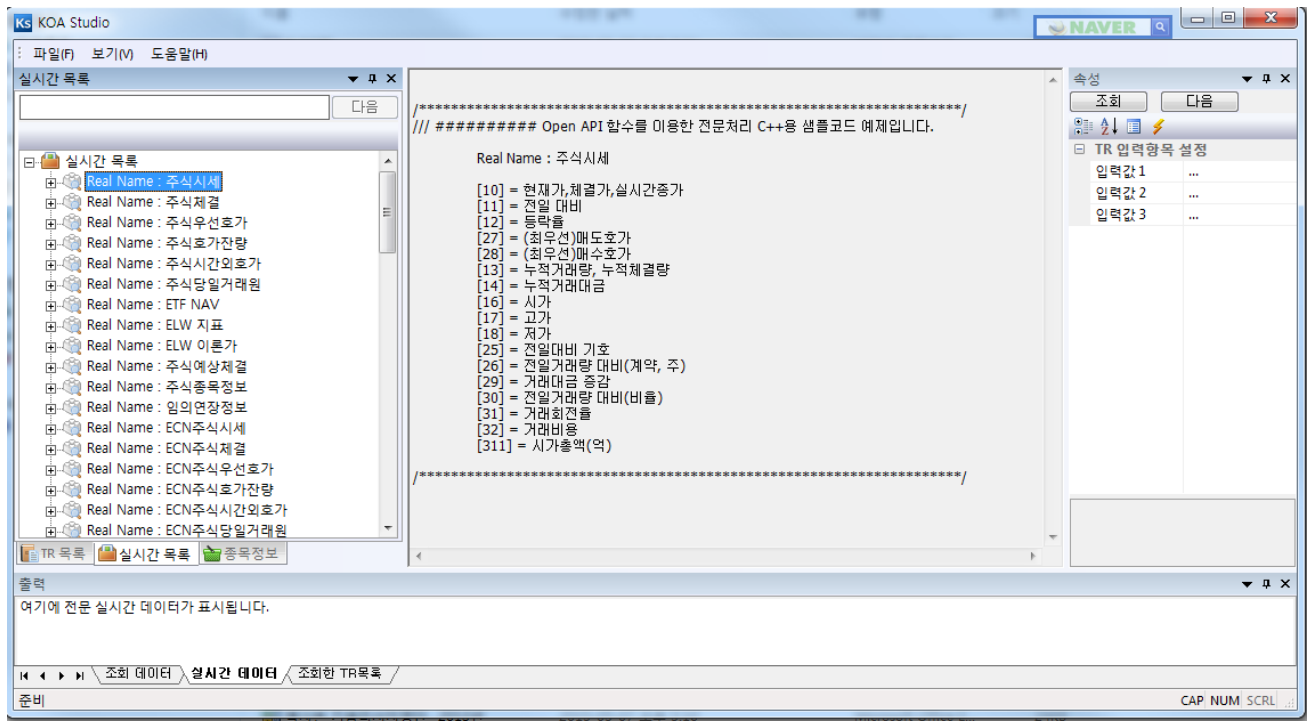 Ks KOA Studio
NAVER
파일(F) 보기(V) 도움말(H)
실시간 목록
다음
실시간 목록
Real Name : 주식시세
Real Name : 주식체결
Real Name : 주식우선호가
Real Name : 주식호가잔량
Real Name : 주식시간외호가
Real Name : 주식당일거래원
Real Name : ETF NAV
Real Name : ELW 지표
Real Name : ELW 이론가
Real Name : 주식예상체결
Real Name : 주식종목정보
Real Name : 임의연장정보
Real Name : ECN주식시세
Real Name : ECN주식체결
Real Name : ECN주식우선호가
Real Name : ECN주식호가잔량
Real Name : ECN주식시간외호가
Real Name : ECN주식당일거래원
TR 목록 실시간 목록 종목정보
/********************************************************************/
/// ########## Open API 함수를 이용한 전문처리 C++용 샘플코드 예제입니다.
Real Name : 주식시세
[10] = 현재가,체결가,실시간종가
[11] = 전일 대비
[12] = 등락율
[27] = (최우선)매도호가
[28] = (최우선)매수호가
[13] = 누적거래량, 누적체결량
[14] = 누적거래대금
[16] = 시가
[17] = 고가
[18] = 저가
[25] = 전일대비 기호
[26] = 전일거래량 대비(계약, 주)
[29] = 거래대금 증감
[30] = 전일거래량 대비(비율)
[31] = 거래회전율
[32] = 거래비용
[311] = 시가총액(억)
/********************************************************************/
속성
조회 다음
TR 입력항목 설정
입력값 1 ...
입력값 2 ...
입력값 3 ...
출력
여기에 전문 실시간 데이터가 표시됩니다.
조회 데이터 실시간 데이터 조회한 TR목록
준비
CAP NUM SCRL